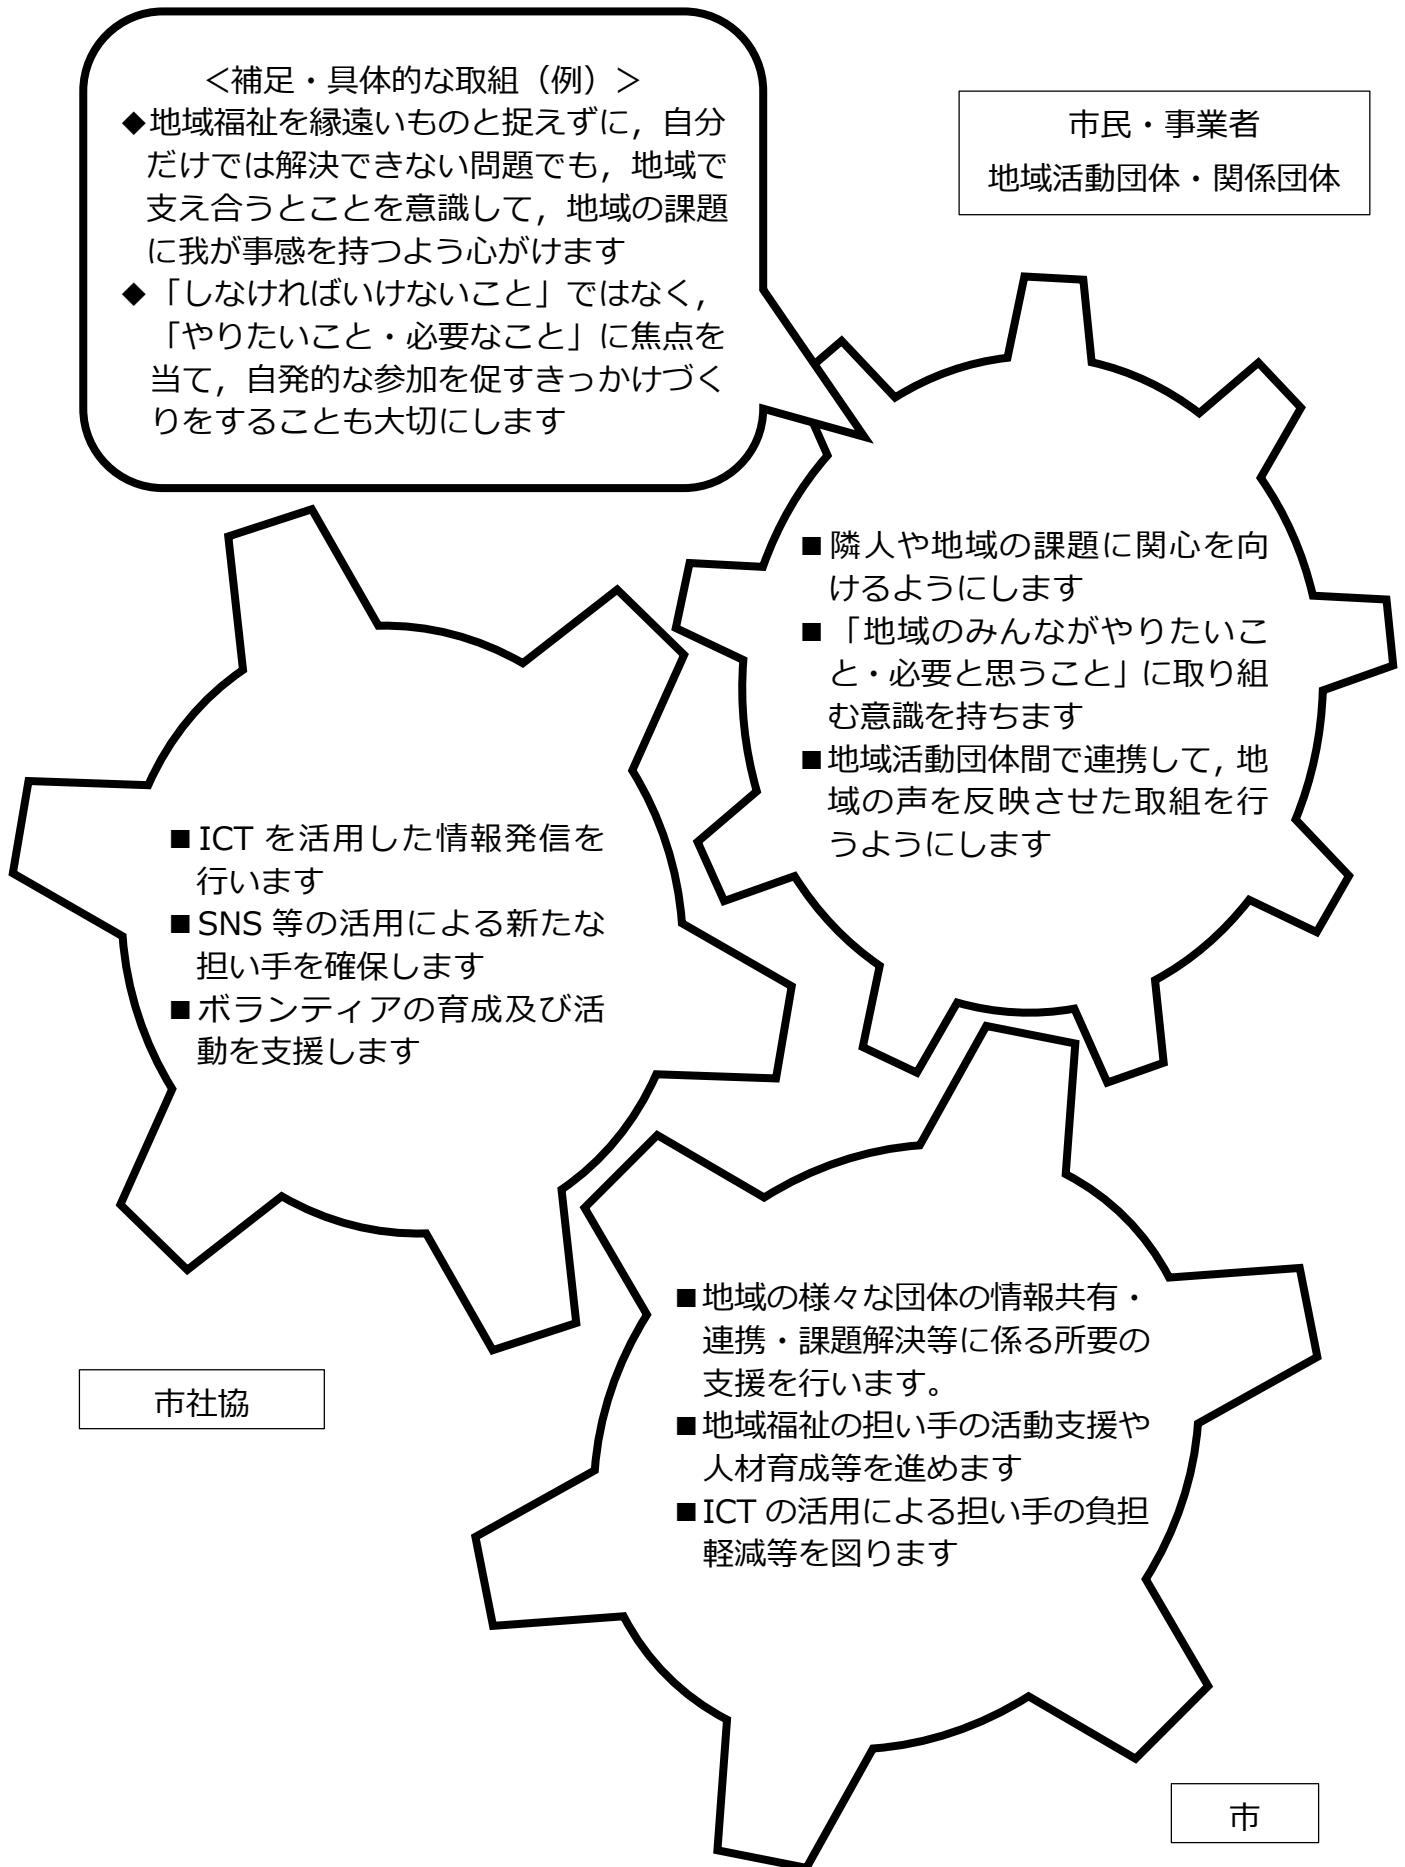 <補足・具体的な取組（例）>
◆地域福祉を縁遠いものと捉えずに，自分
だけでは解決できない問題でも，地域で
支え合うとことを意識して，地域の課題
に我が事感を持つよう心がけます
◆「しなければいけないこと」ではなく，
「やりたいこと・必要なこと」に焦点を
当て，自発的な参加を促すきっかけづく
りをすることも大切にします
市民・事業者
地域活動団体・関係団体
■隣人や地域の課題に関心を向
けるようにします
■「地域のみんながやりたいこ
と・必要と思うこと」に取り組
む意識を持ちます
■地域活動団体間で連携して，地
域の声を反映させた取組を行
うようにします
■ICT を活用した情報発信を
行います
■SNS 等の活用による新たな
担い手を確保します
■ボランティアの育成及び活
動を支援します
市社協
■地域の様々な団体の情報共有・
連携・課題解決等に係る所要の
支援を行います。
■地域福祉の担い手の活動支援や
人材育成等を進めます
■ICT の活用による担い手の負担
軽減等を図ります
市